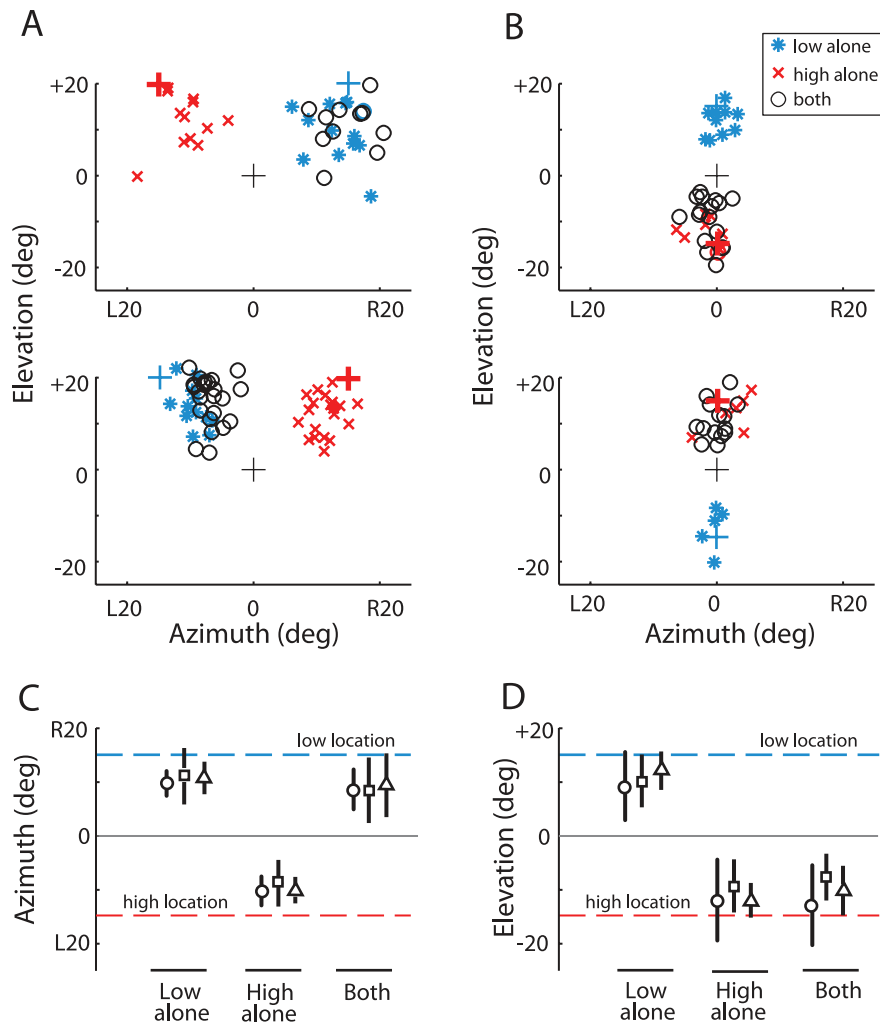 A
B
low alone
high alone
both
+20
0
-20
L20
0
R20
+20
0
-20
L20
0
R20
+20
0
-20
L20
0
R20
Azimuth (deg)
Elevation (deg)
+20
0
-20
L20
0
R20
Azimuth (deg)
Elevation (deg)
C
R20
0
L20
Azimuth (deg)
low location
high location
Low
alone
High
alone
Both
D
+20
0
-20
Elevation (deg)
low location
high location
Low
alone
High
alone
Both